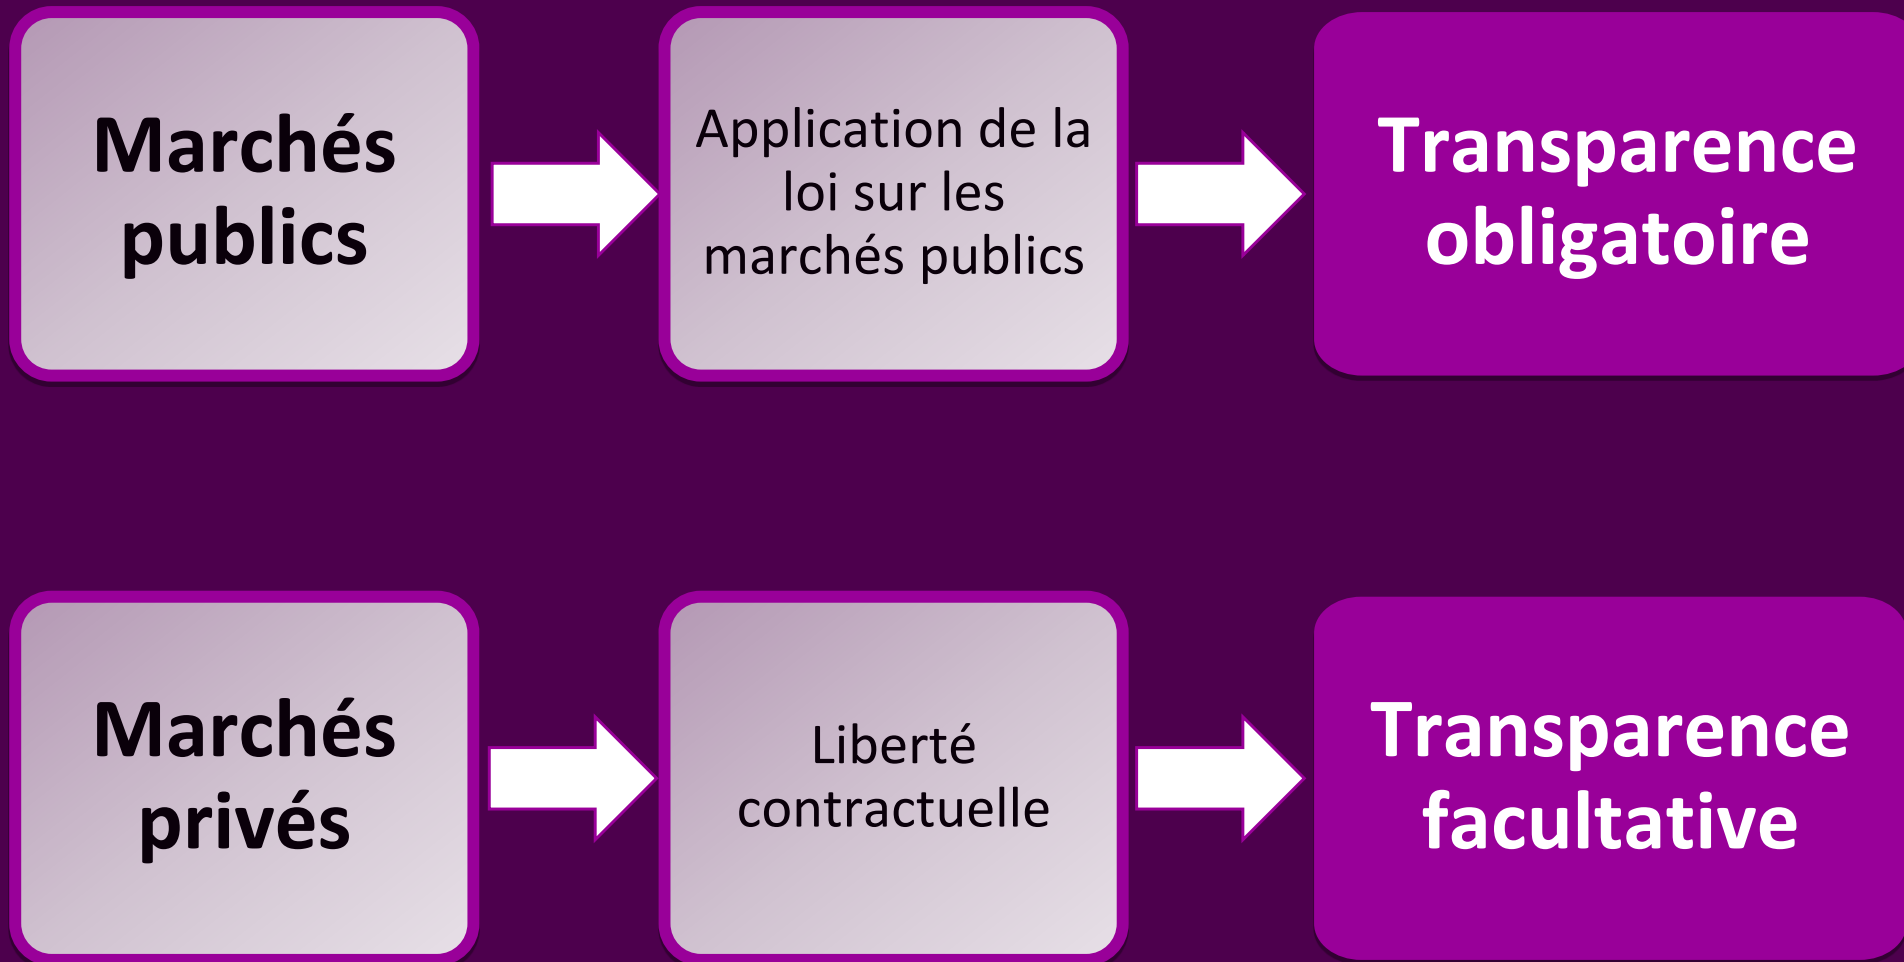 Marchés
publics
Application de la
loi sur les
marchés publics
Transparence
obligatoire
Marchés
privés
Liberté
contractuelle
Transparence
facultative